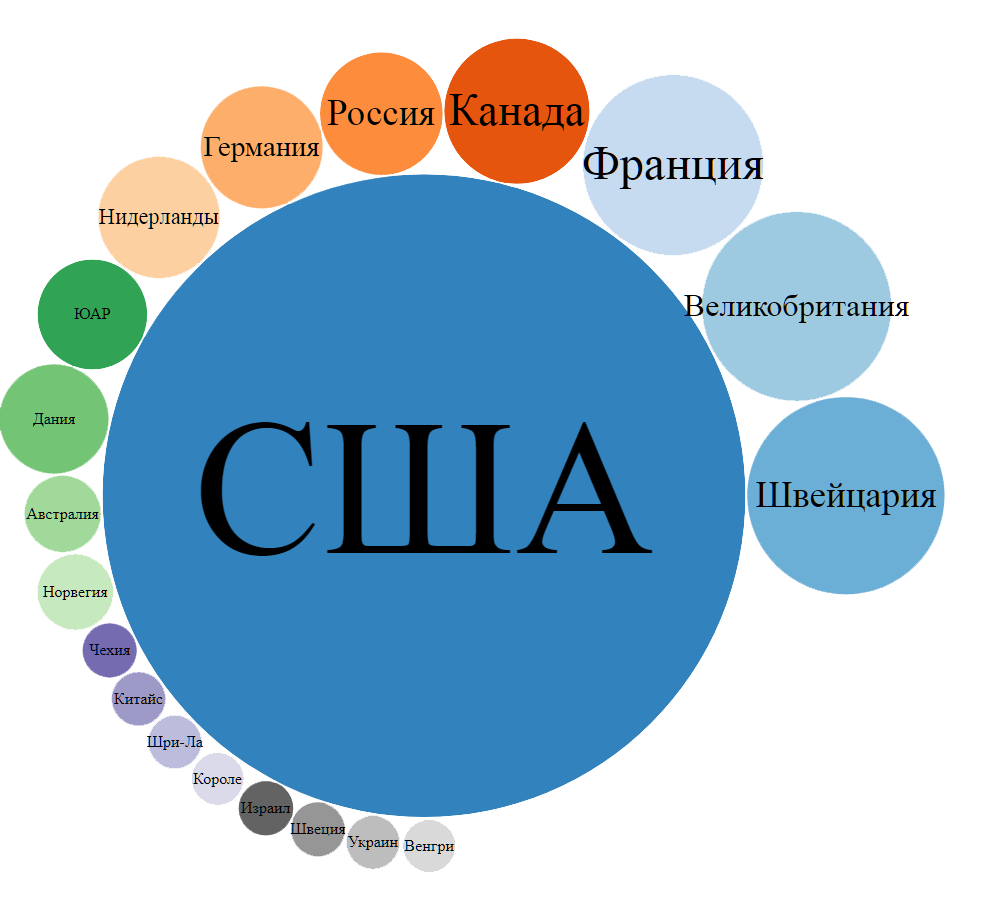 Канада
Россия
Германия
Франция
Нидерланды
Великобритания
ЮАР
Дания
США
Швейцария
Австралия
Норвегия
Чехия
Китайс
Шри-Ла
Короле
Израил
Швеция
Украин
Венгри